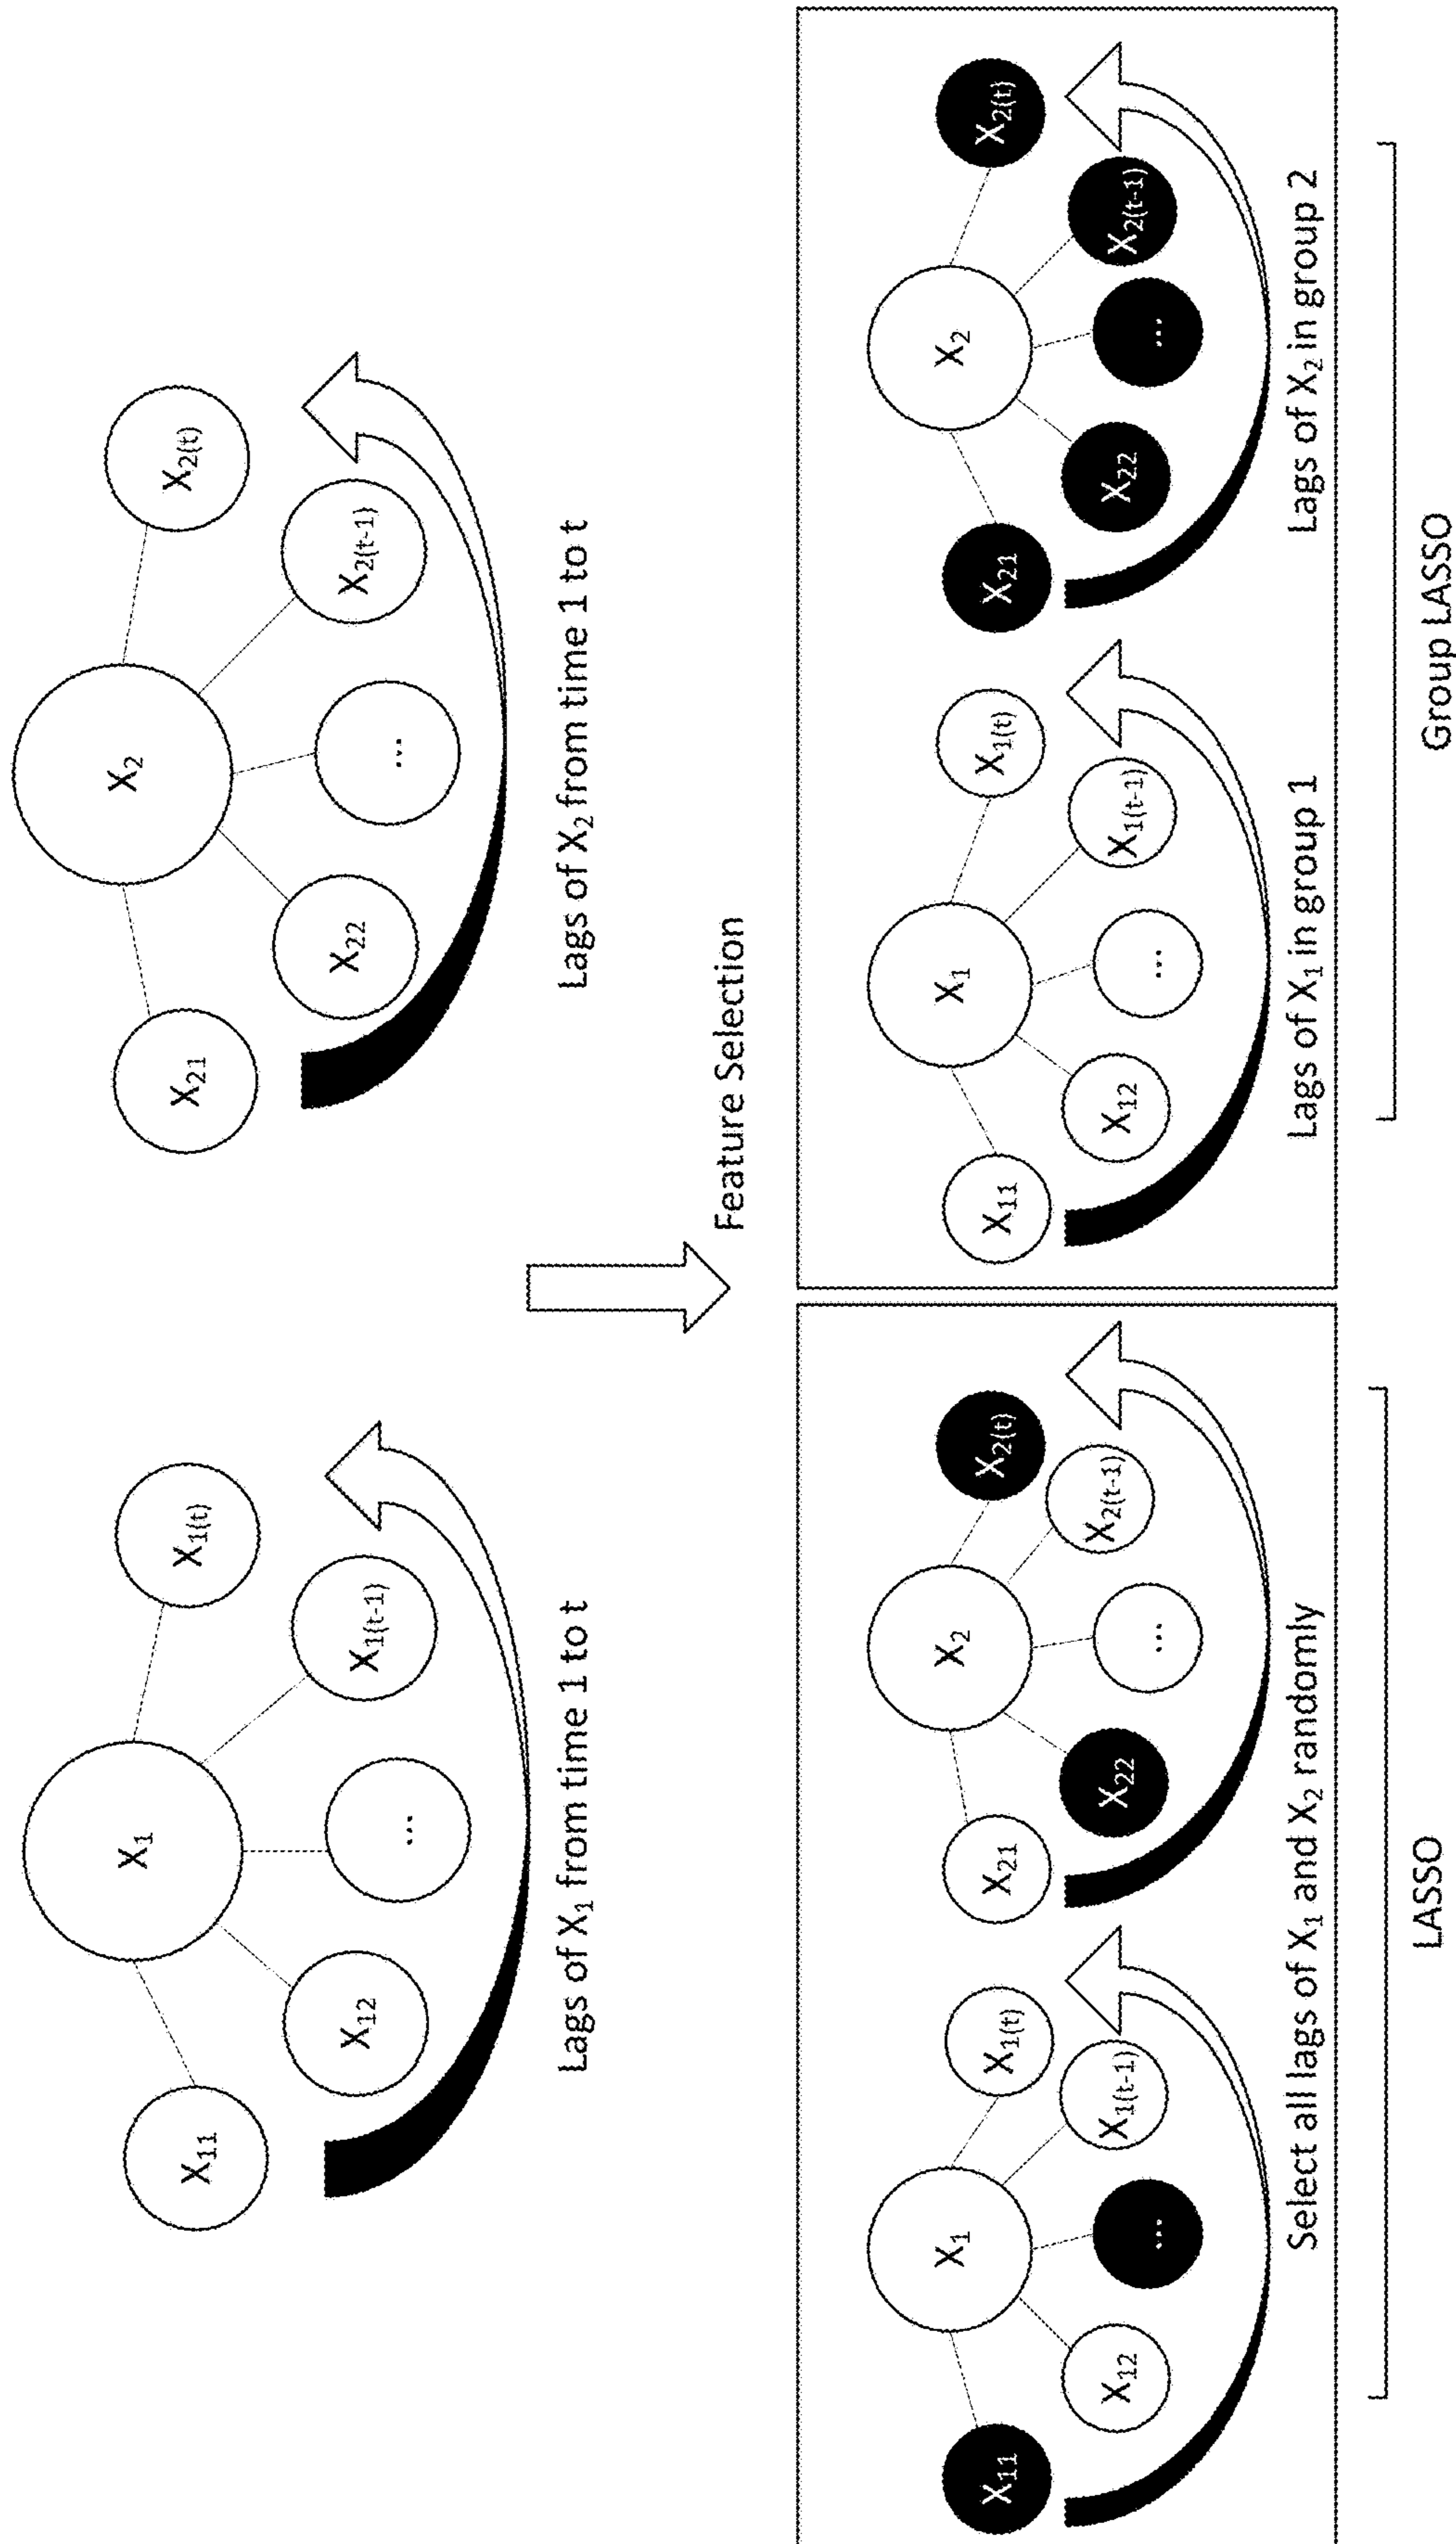 X₁
X₁₁
X₁₂
...
X₁₍ₜ₋₁₎
X₁₍ₜ₎
Lags of X₁ from time 1 to t
X₂
X₂₁
X₂₂
...
X₂₍ₜ₋₁₎
X₂₍ₜ₎
Lags of X₂ from time 1 to t
Feature Selection
X₁
X₁₁
X₁₂
...
X₁₍ₜ₋₁₎
X₁₍ₜ₎
X₂
X₂₁
X₂₂
...
X₂₍ₜ₋₁₎
X₂₍ₜ₎
Select all lags of X₁ and X₂ randomly
LASSO
X₁
X₁₁
X₁₂
...
X₁₍ₜ₋₁₎
X₁₍ₜ₎
Lags of X₁ in group 1
X₂
X₂₁
X₂₂
...
X₂₍ₜ₋₁₎
X₂₍ₜ₎
Lags of X₂ in group 2
Group LASSO